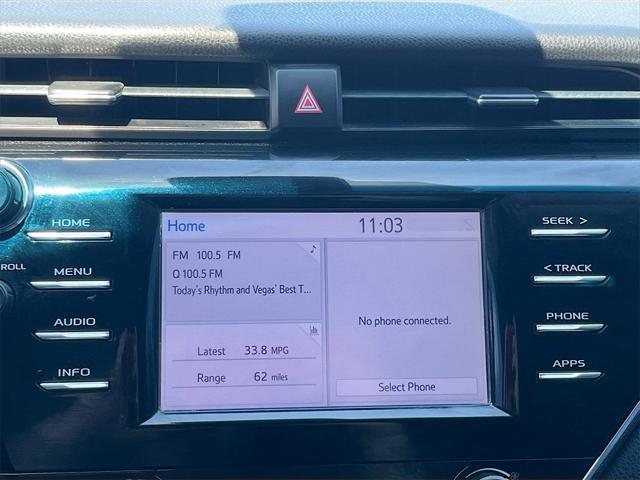 HOME
ROLL
MENU
AUDIO
INFO
Home 11:03
FM 100.5 FM
Q 100.5 FM
Today's Rhythm and Vegas' Best T...
Latest 33.8 MPG
Range 62 miles
No phone connected.
Select Phone
SEEK >
< TRACK
PHONE
APPS